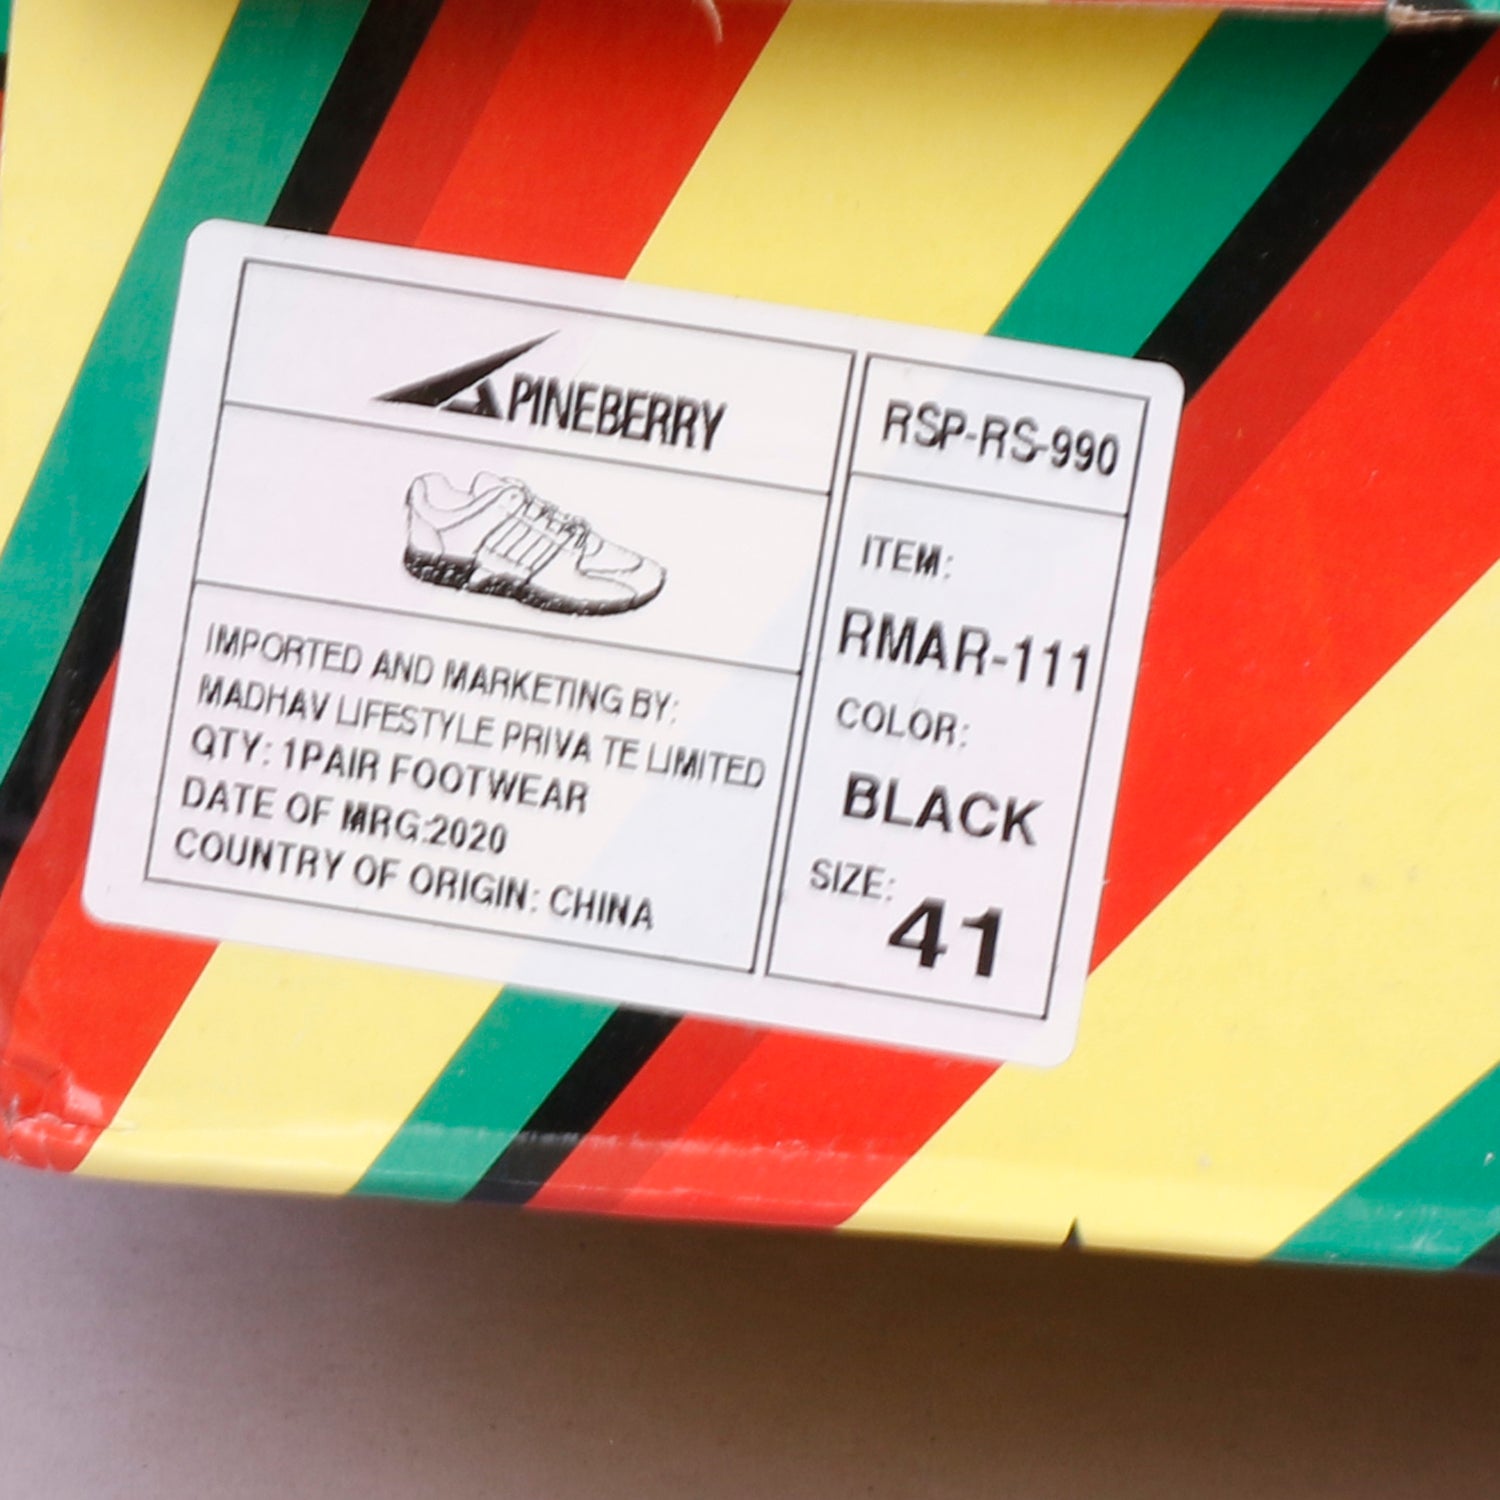 PINEBERRY
IMPORTED AND MARKETING BY:
MADHAV LIFESTYLE PRIVA TE LIMITED
QTY: 1PAIR FOOTWEAR
DATE OF MRG:2020
COUNTRY OF ORIGIN: CHINA
RSP-RS-990
ITEM:
RMAR-111
COLOR:
BLACK
SIZE:
41